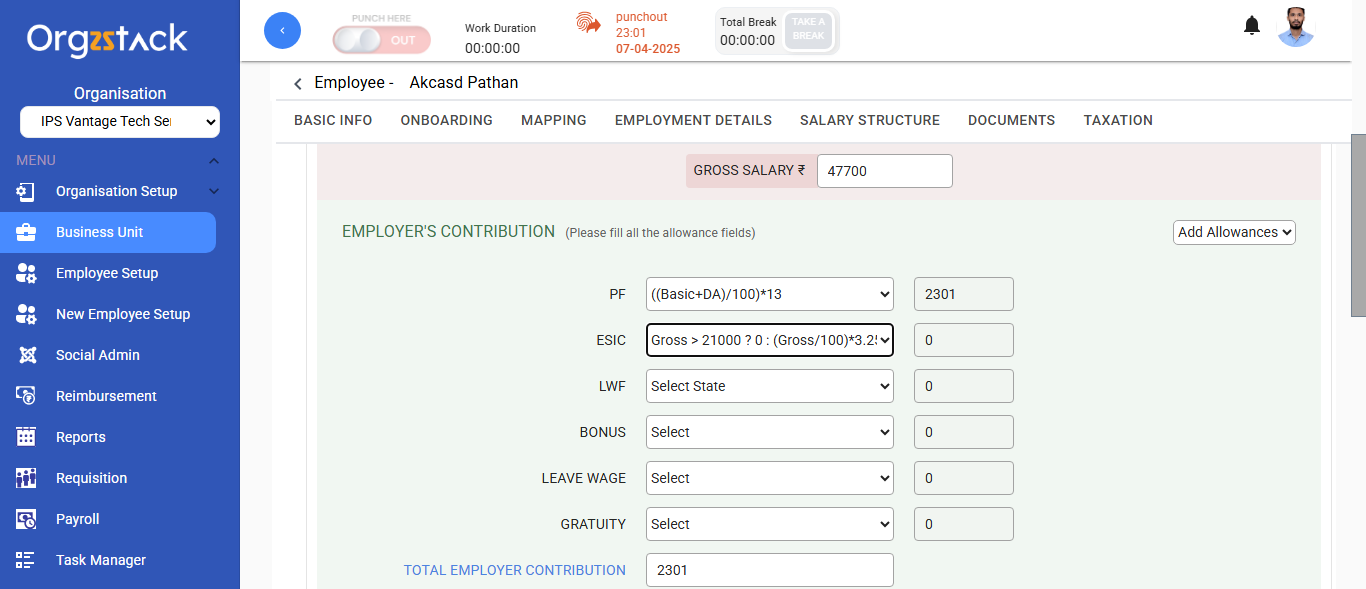 Orgzstack
Organisation
IPS Vantage Tech Ser
MENU
Organisation Setup
Business Unit
Employee Setup
New Employee Setup
Social Admin
Reimbursement
Reports
Requisition
Payroll
Task Manager
PUNCH HERE
OUT
Work Duration
00:00:00
punchout
23:01
07-04-2025
Total Break
00:00:00
TAKE A
BREAK
Employee - Akcasd Pathan
BASIC INFO ONBOARDING MAPPING EMPLOYMENT DETAILS SALARY STRUCTURE DOCUMENTS TAXATION
GROSS SALARY ₹ 47700
EMPLOYER'S CONTRIBUTION (Please fill all the allowance fields) Add Allowances
PF ((Basic+DA)/100)*13 2301
ESIC Gross > 21000 ? 0 : (Gross/100)*3.25 0
LWF Select State 0
BONUS Select 0
LEAVE WAGE Select 0
GRATUITY Select 0
TOTAL EMPLOYER CONTRIBUTION 2301